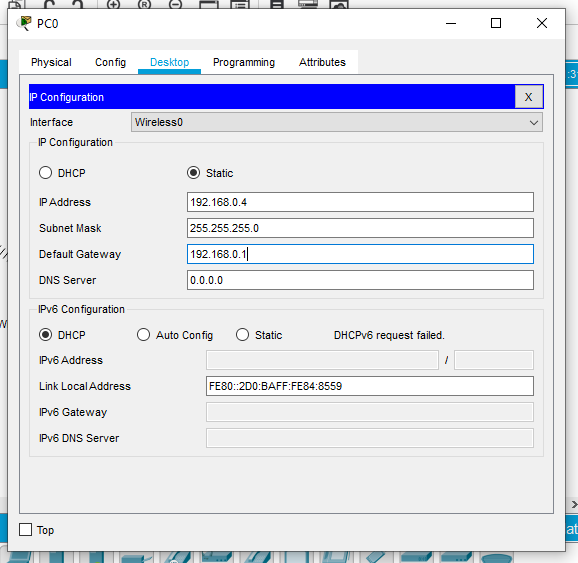 PC0
Physical Config Desktop Programming Attributes
IP Configuration X
Interface Wireless0
IP Configuration
DHCP Static
IP Address 192.168.0.4
Subnet Mask 255.255.255.0
Default Gateway 192.168.0.1
DNS Server 0.0.0.0
IPv6 Configuration
DHCP Auto Config Static DHCPv6 request failed.
IPv6 Address /
Link Local Address FE80::2D0:BAFF:FE84:8559
IPv6 Gateway
IPv6 DNS Server
Top